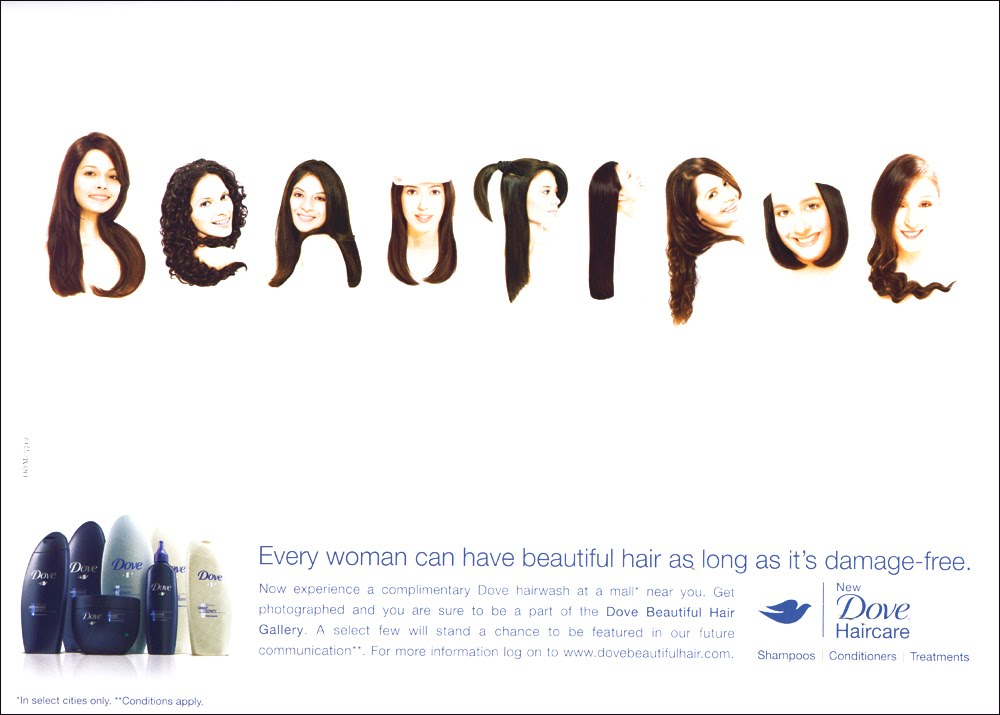 BEAUTIFUL
Dove
Dove
Dove
Dove
Dove
Dove
Every woman can have beautiful hair as long as it's damage-free.
Now experience a complimentary Dove hairwash at a mall* near you. Get
photographed and you are sure to be a part of the Dove Beautiful Hair
Gallery. A select few will stand a chance to be featured in our future
communication**. For more information log on to www.dovebeautifulhair.com.
New
Dove
Haircare
Shampoos | Conditioners | Treatments
*In select cities only. **Conditions apply.